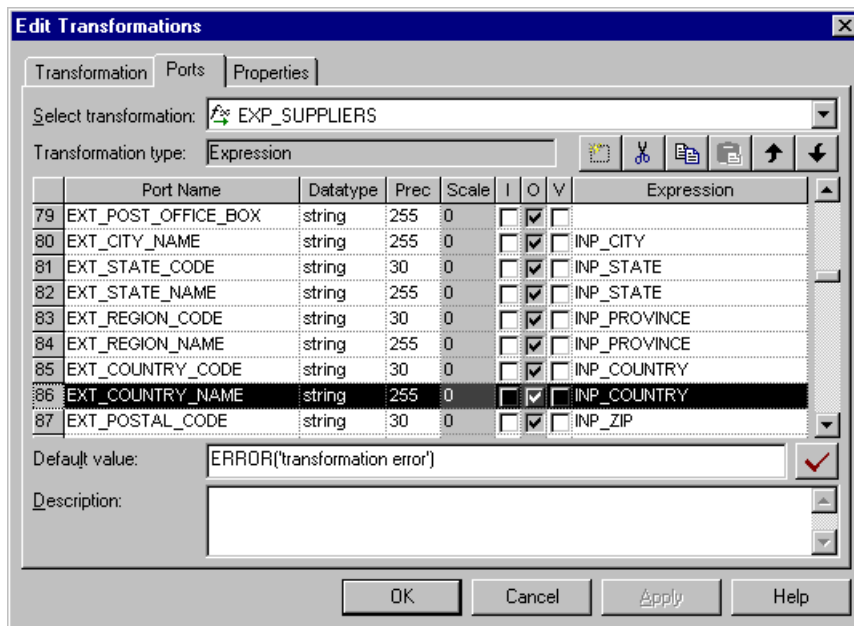 Edit Transformations
Transformation Ports Properties
Select transformation: EXP_SUPPLIERS
Transformation type: Expression
Port Name Datatype Prec Scale I O V Expression
79 EXT_POST_OFFICE_BOX string 255 0
80 EXT_CITY_NAME string 255 0 INP_CITY
81 EXT_STATE_CODE string 30 0 INP_STATE
82 EXT_STATE_NAME string 255 0 INP_STATE
83 EXT_REGION_CODE string 30 0 INP_PROVINCE
84 EXT_REGION_NAME string 255 0 INP_PROVINCE
85 EXT_COUNTRY_CODE string 30 0 INP_COUNTRY
86 EXT_COUNTRY_NAME string 255 0 INP_COUNTRY
87 EXT_POSTAL_CODE string 30 0 INP_ZIP
Default value: ERROR('transformation error')
Description:
OK Cancel Apply Help